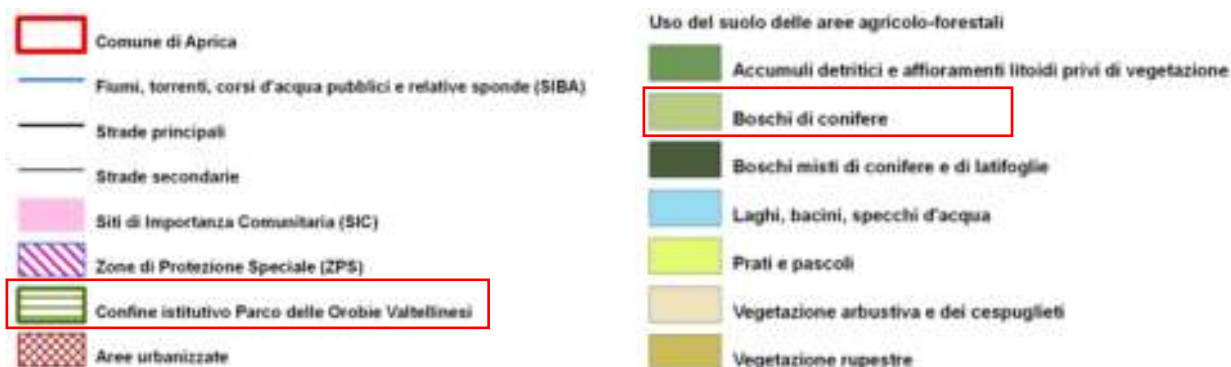 Comune di Aprica
Fiumi, torrenti, corsi d'acqua pubblici e relative sponde (SIBA)
Strade principali
Strade secondarie
Siti di Importanza Comunitaria (SIC)
Zone di Protezione Speciale (ZPS)
Confine istitutivo Parco delle Orobie Valtellinesi
Aree urbanizzate
Uso del suolo delle aree agricolo-forestali
Accumuli detritici e affioramenti litoidi privi di vegetazione
Boschi di conifere
Boschi misti di conifere e di latifoglie
Laghi, bacini, specchi d'acqua
Prati e pascoli
Vegetazione arbustiva e dei cespuglieti
Vegetazione rupestre